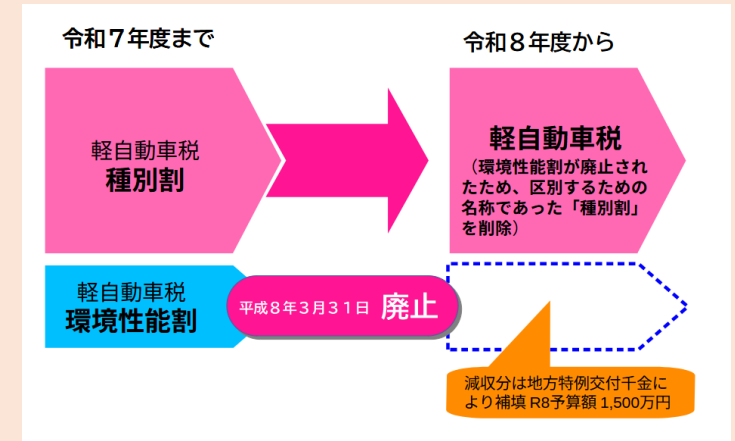 令和７年度まで
令和８年度から
軽自動車税
種別割
軽自動車税
（環境性能割が廃止され
たため、区別するための
名称であった「種別割」
を削除）
軽自動車税
環境性能割
平成８年３月３１日 廃止
減収分は地方特例交付千金に
より補填 R8予算額 1,500万円